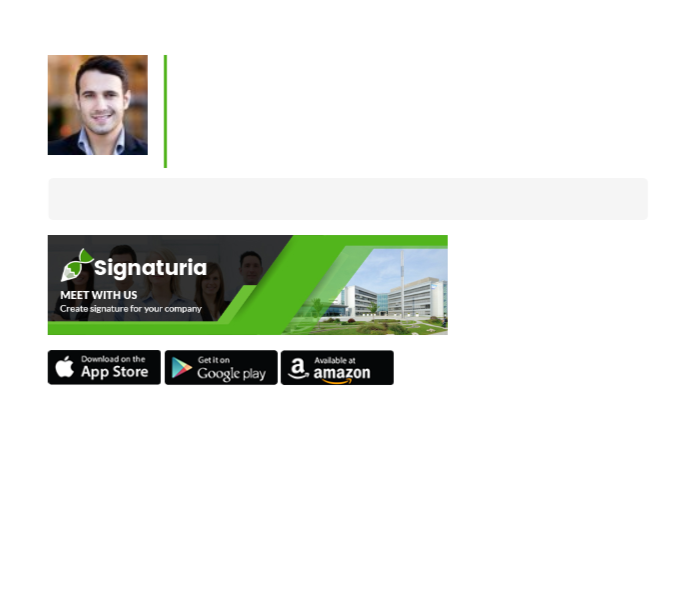 Signaturia
MEET WITH US
Create signature for your company
Download on the
App Store
Get it on
Google play
Available at
a
amazon